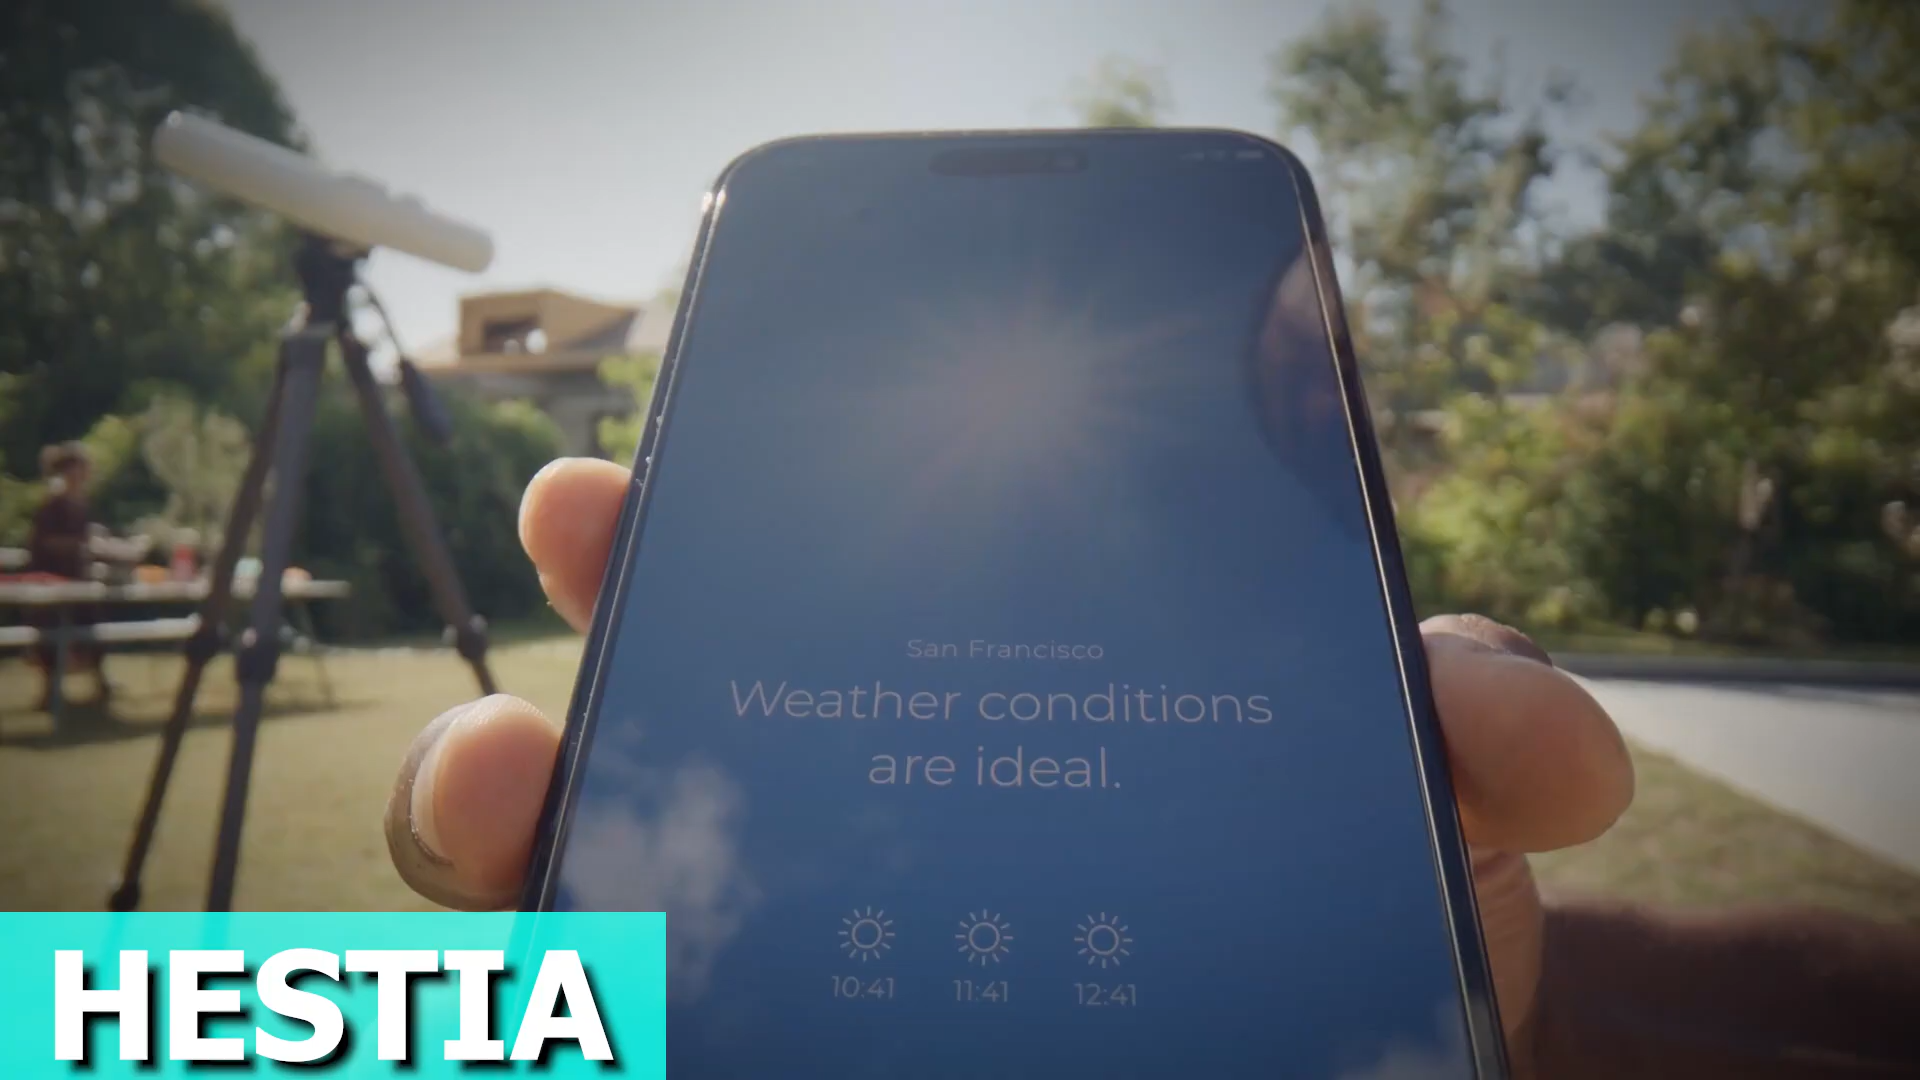 San Francisco
Weather conditions
are ideal.
10:41 11:41 12:41
HESTIA